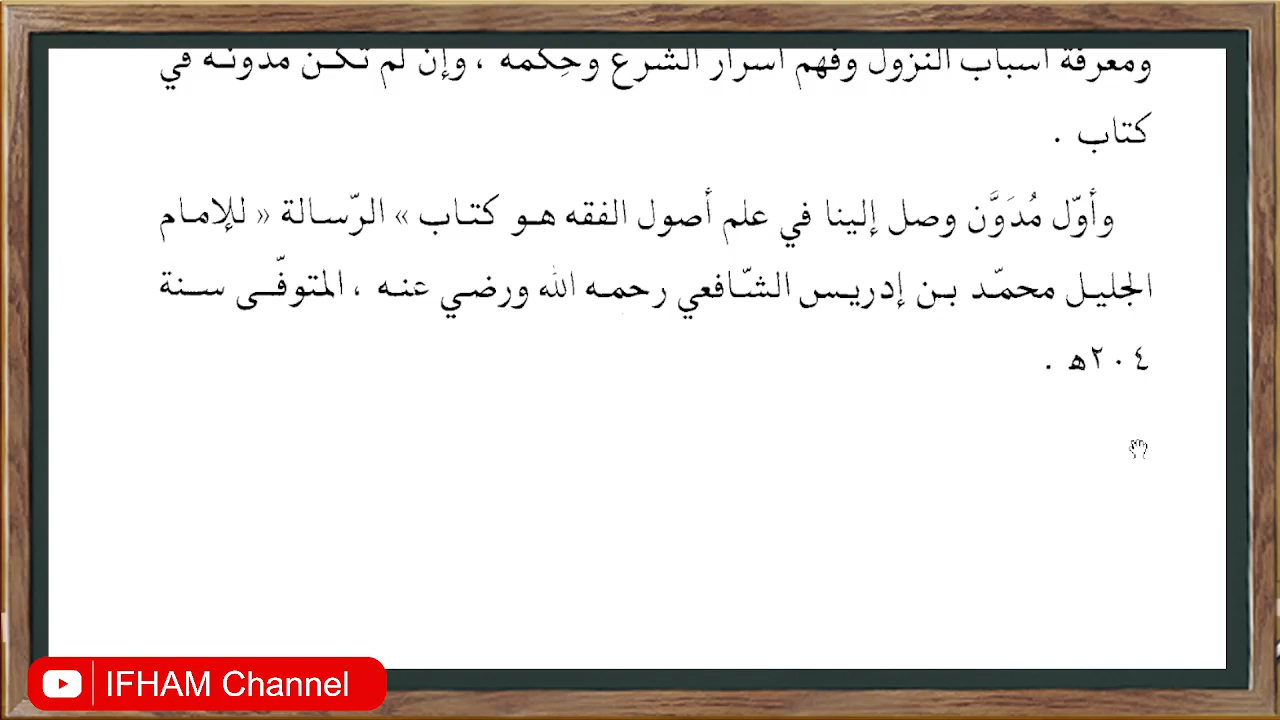 ومعرفة أسباب النزول وفهم أسرار الشرع وحِكمه ، وإن لم تكن مدونة في
كتاب .
وأوّل مُدَوَّن وصل إلينا في علم أصول الفقه هو كتاب » الرّسالة « للإمام
الجليل محمّد بن إدريس الشّافعي رحمه الله ورضي عنه ، المتوفّى سنة
٢٠٤هـ .
IFHAM Channel